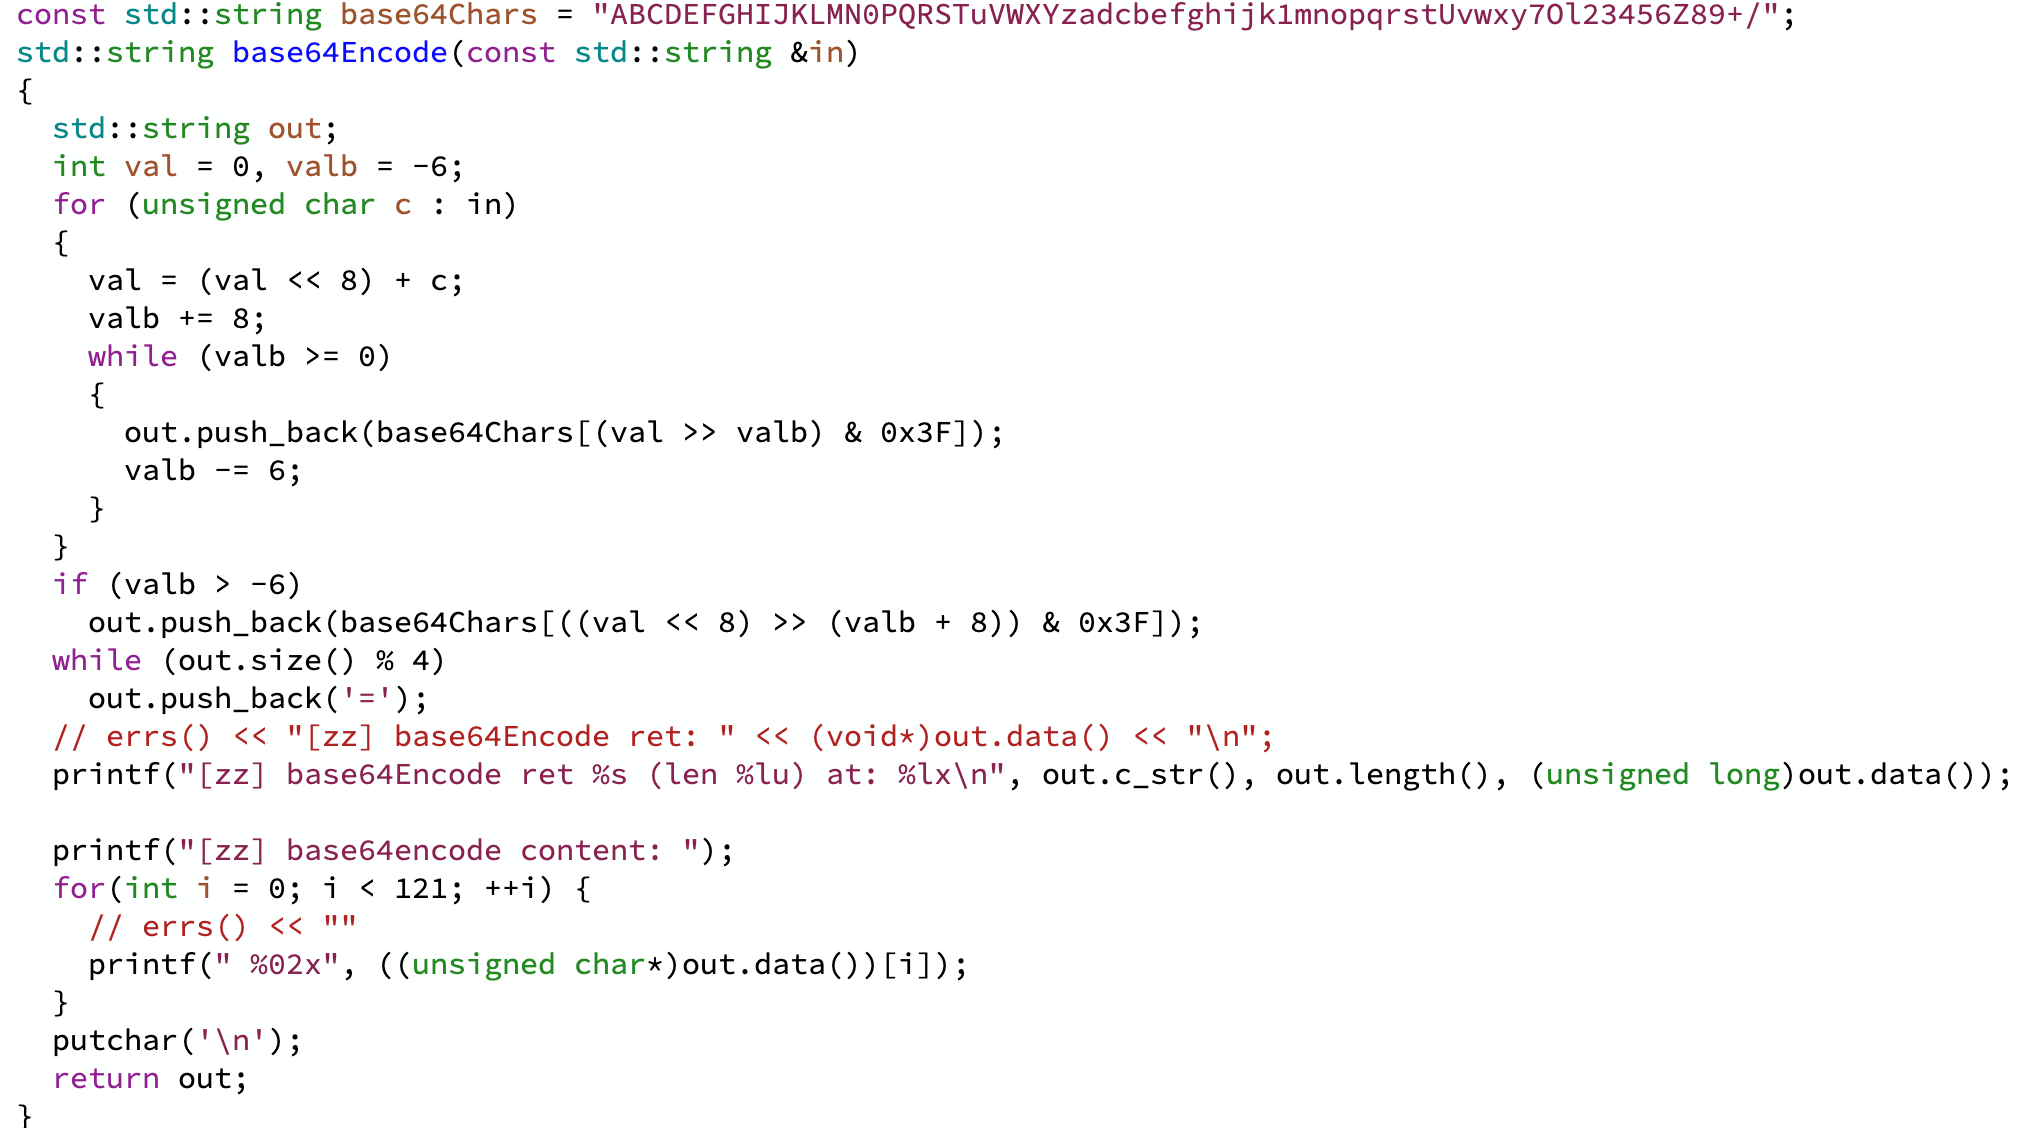 const std::string base64Chars = "ABCDEFGHIJKLMN0PQRSTuVWXYzadcbefghijk1mnopqrstUvwxy7Ol23456Z89+/";
std::string base64Encode(const std::string &in)
{
  std::string out;
  int val = 0, valb = -6;
  for (unsigned char c : in)
  {
    val = (val << 8) + c;
    valb += 8;
    while (valb >= 0)
    {
      out.push_back(base64Chars[(val >> valb) & 0x3F]);
      valb -= 6;
    }
  }
  if (valb > -6)
    out.push_back(base64Chars[((val << 8) >> (valb + 8)) & 0x3F]);
  while (out.size() % 4)
    out.push_back('=');
  // errs() << "[zz] base64Encode ret: " << (void*)out.data() << "\n";
  printf("[zz] base64Encode ret %s (len %lu) at: %lx\n", out.c_str(), out.length(), (unsigned long)out.data());

  printf("[zz] base64encode content: ");
  for(int i = 0; i < 121; ++i) {
    // errs() << ""
    printf(" %02x", ((unsigned char*)out.data())[i]);
  }
  putchar('\n');
  return out;
}